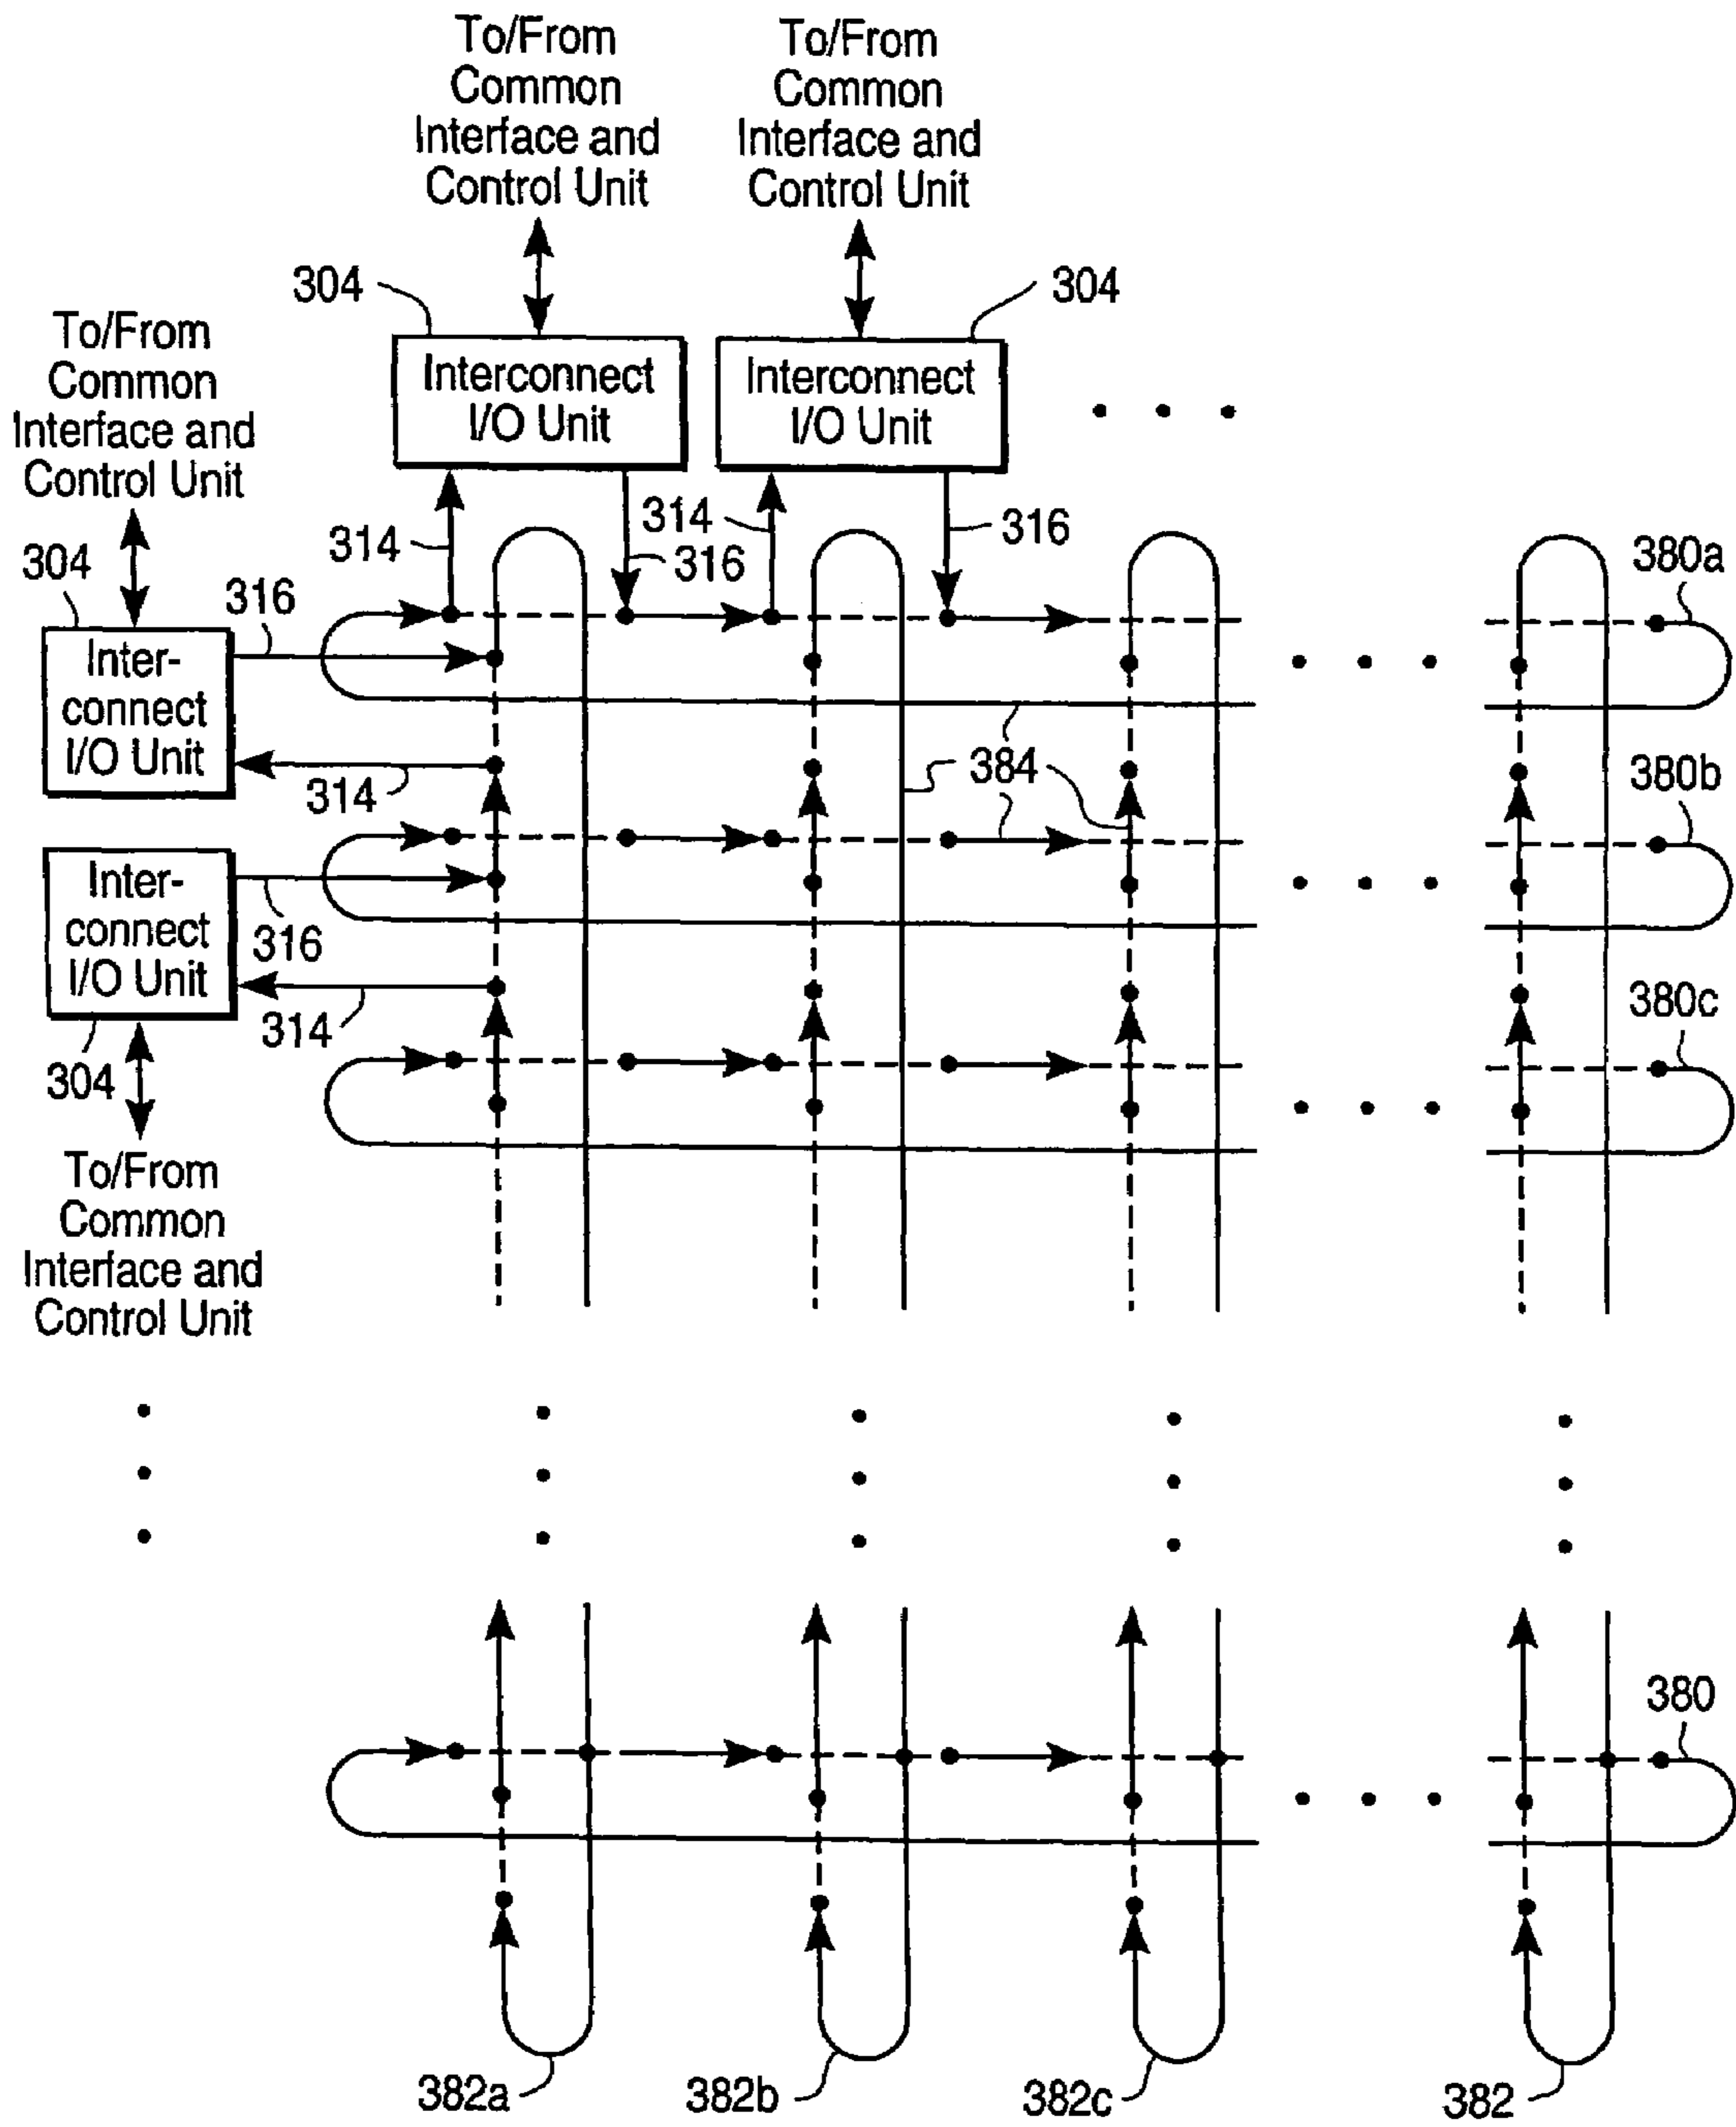 To/From
Common
Interface and
Control Unit
To/From
Common
Interface and
Control Unit
304
304
To/From
Common
Interface and
Control Unit
Interconnect
I/O Unit
Interconnect
I/O Unit
314
316
314
316
304
316
380a
Inter-
connect
I/O Unit
314
384
380b
Inter-
connect
I/O Unit
316
314
380c
304
To/From
Common
Interface and
Control Unit
380
382a
382b
382c
382